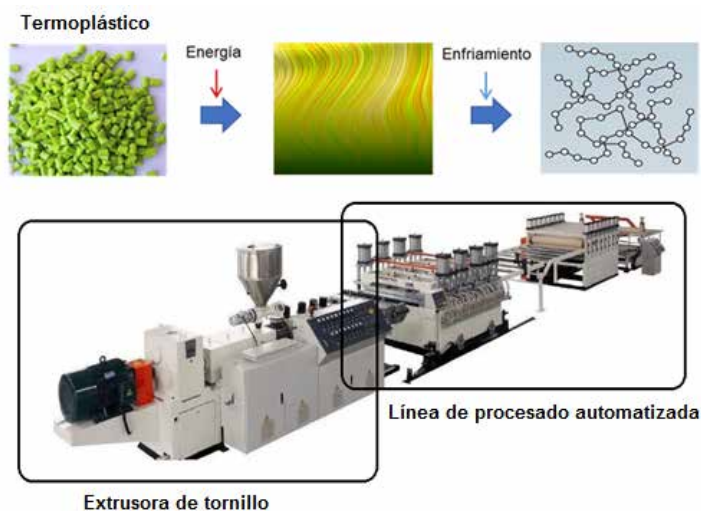 Termoplástico
Energía
Enfriamiento
Línea de procesado automatizada
Extrusora de tornillo